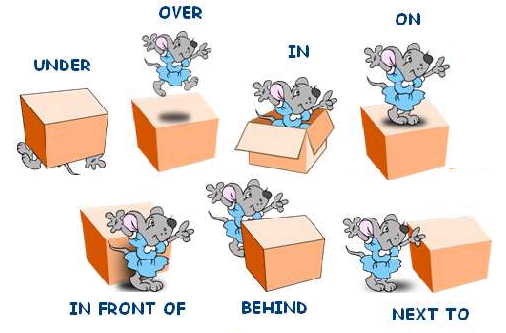 UNDER
OVER
IN
ON
IN FRONT OF
BEHIND
NEXT TO